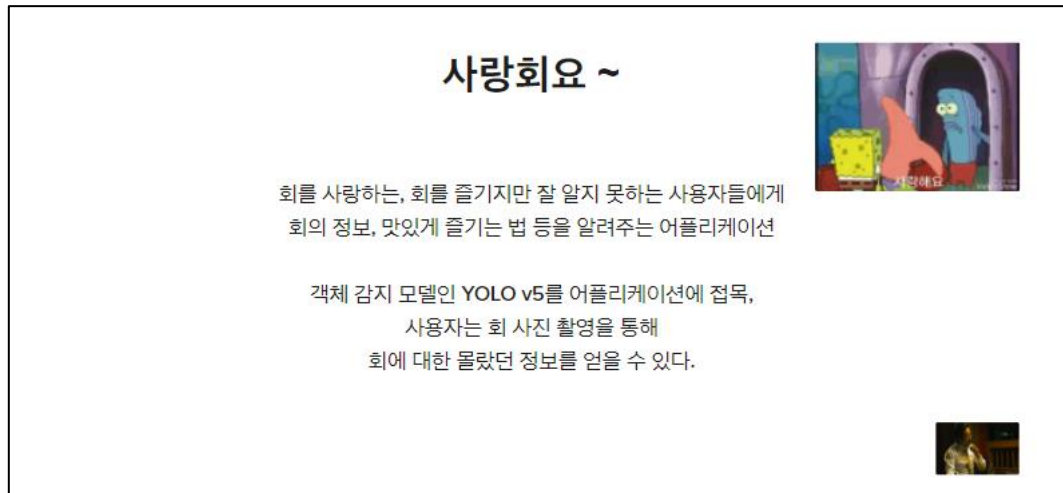 사랑회요 ~
사랑해요
회를 사랑하는, 회를 즐기지만 잘 알지 못하는 사용자들에게
회의 정보, 맛있게 즐기는 법 등을 알려주는 어플리케이션
객체 감지 모델인 YOLO v5를 어플리케이션에 접목,
사용자는 회 사진 촬영을 통해
회에 대한 몰랐던 정보를 얻을 수 있다.